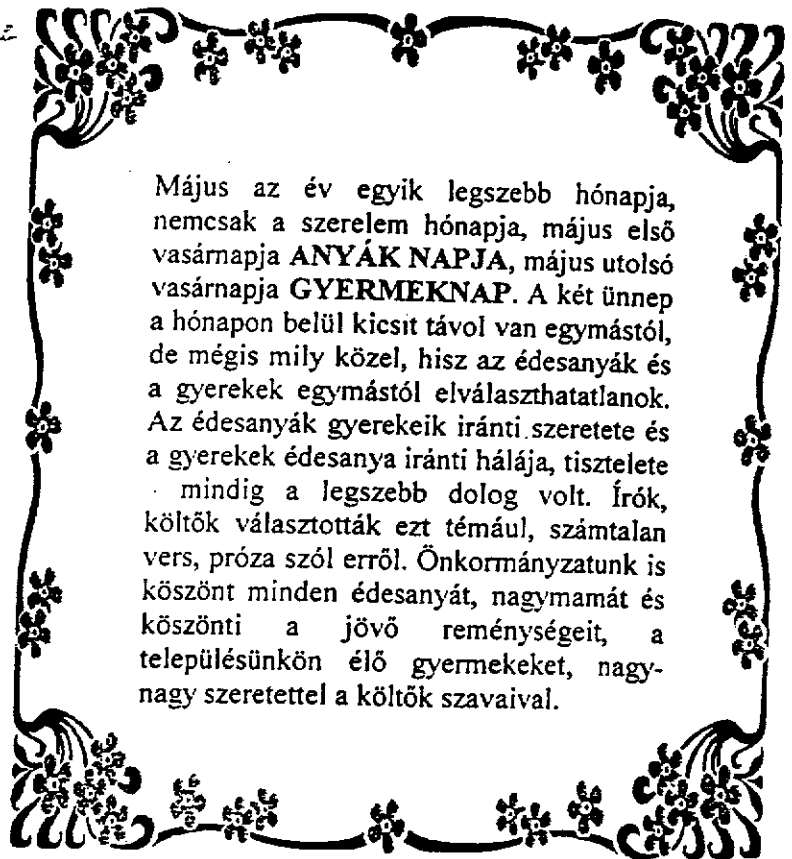 Május az év egyik legszebb hónapja,
nemcsak a szerelem hónapja, május első
vasárnapja ANYÁK NAPJA, május utolsó
vasárnapja GYERMEKNAP. A két ünnep
a hónapon belül kicsit távol van egymástól,
de mégis mily közel, hisz az édesanyák és
a gyerekek egymástól elválaszthatatlanok.
Az édesanyák gyerekeik iránti szeretete és
a gyerekek édesanya iránti hálája, tisztelete
mindig a legszebb dolog volt. Írók,
költők választották ezt témául, számtalan
vers, próza szól erről. Önkormányzatunk is
köszönt minden édesanyát, nagymamát és
köszönti a jövő reménységeit, a
településünkön élő gyermekeket, nagy-
nagy szeretettel a költők szavaival.